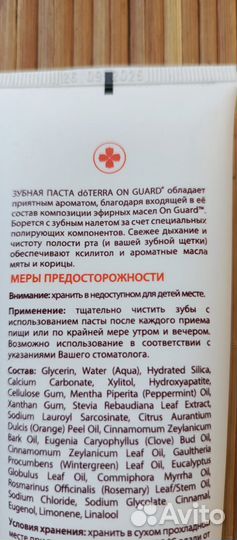 26 09 2026
ЗУБНАЯ ПАСТА dōTERRA ON GUARD® обладает
приятным ароматом, благодаря входящей в её
состав композиции эфирных масел On Guard™.
Борется с зубным налетом за счет специальных
полирующих компонентов. Свежее дыхание и
чистоту полости рта (и вашей зубной щетки)
обеспечивают ксилитол и ароматные масла
мяты и корицы.
МЕРЫ ПРЕДОСТОРОЖНОСТИ
Внимание: хранить в недоступном для детей месте.
Применение: тщательно чистить зубы с
использованием пасты после каждого приема
пищи или по крайней мере утром и вечером.
Возможно использование в соответствии с
указаниями Вашего стоматолога.
Состав: Glycerin, Water (Aqua), Hydrated Silica,
Calcium Carbonate, Xylitol, Hydroxyapatite,
Cellulose Gum, Mentha Piperita (Peppermint) Oil,
Xanthan Gum, Stevia Rebaudiana Leaf Extract,
Sodium Lauroyl Sarcosinate, Citrus Aurantium
Dulcis (Orange) Peel Oil, Cinnamomum Zeylanicum
Bark Oil, Eugenia Caryophyllus (Clove) Bud Oil,
Cinnamomum Zeylanicum Leaf Oil, Gaultheria
Procumbens (Wintergreen) Leaf Oil, Eucalyptus
Globulus Leaf Oil, Commiphora Myrrha Oil,
Rosmarinus Officinalis (Rosemary) Leaf/Stem Oil,
Sodium Chloride, Sodium Glycolate Cinnamal,
Eugenol, Limonene, Linalool
Условия хранения: хранить в сухом прохладном
Avito